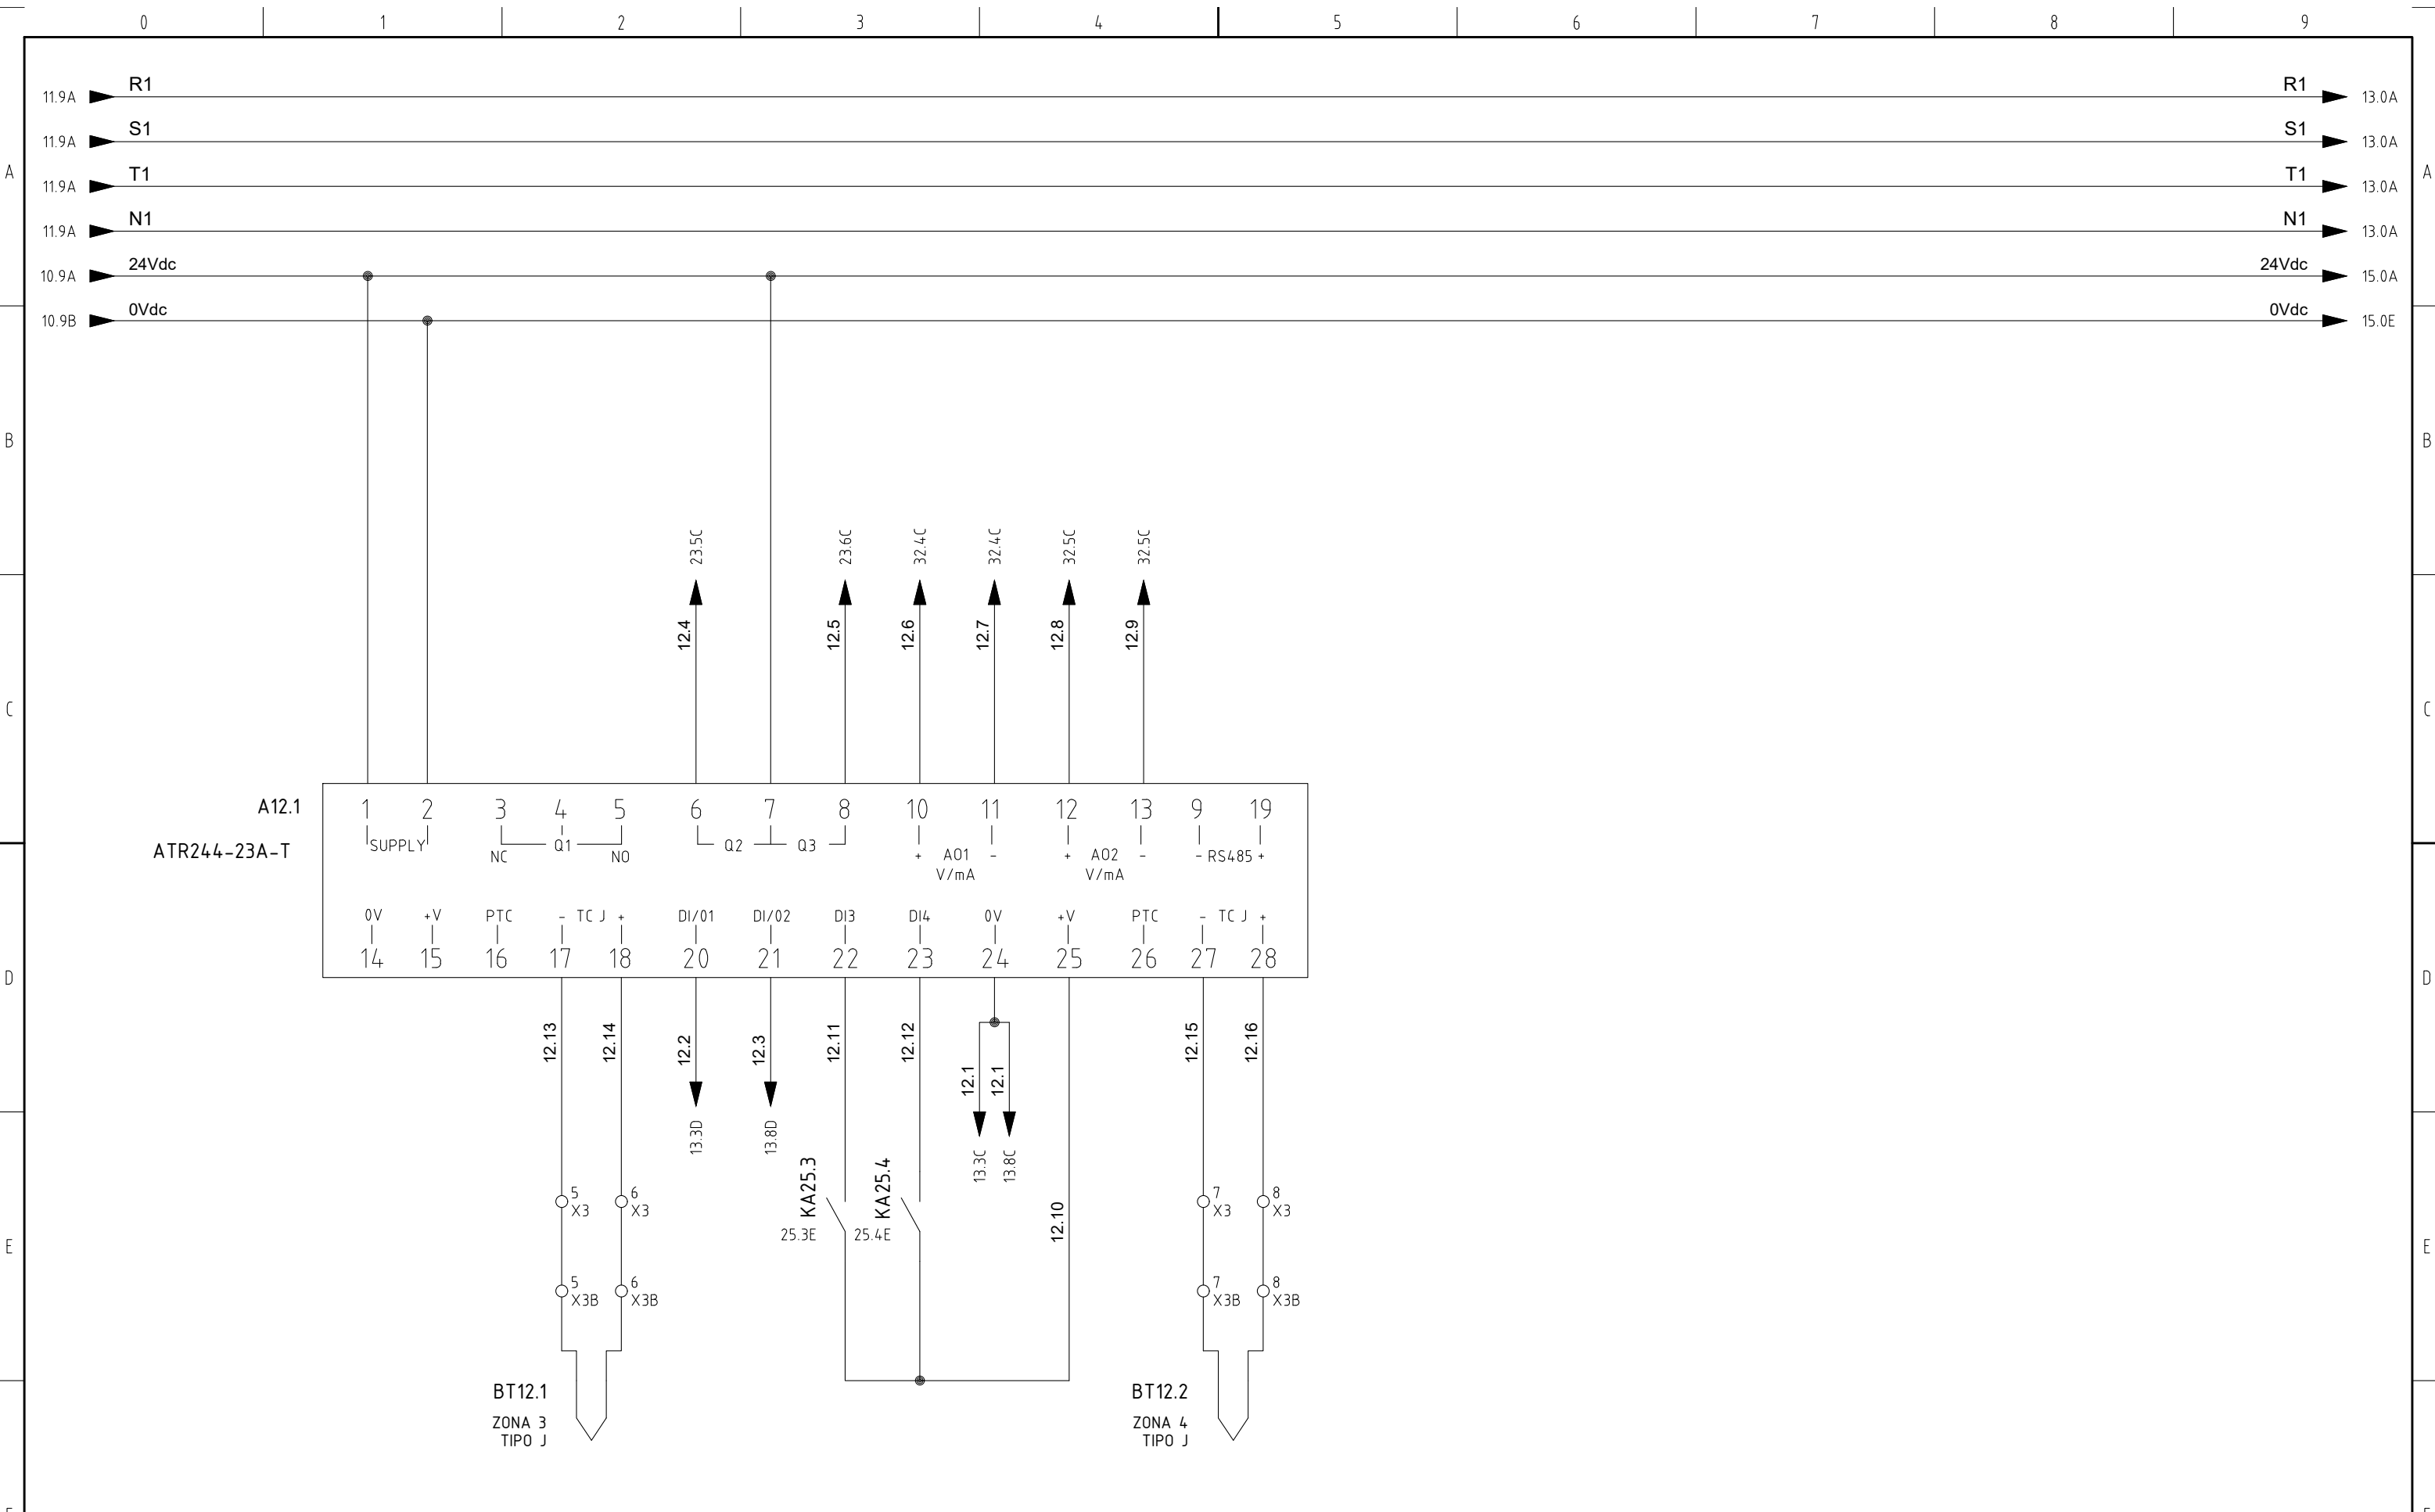 0 1 2 3 4 5 6 7 8 9
11.9A R1 R1 13.0A
11.9A S1 S1 13.0A
A A
11.9A T1 T1 13.0A
11.9A N1 N1 13.0A
10.9A 24Vdc 24Vdc 15.0A
10.9B 0Vdc 0Vdc 15.0E
B B
23.5C 23.6C 32.4C 32.4C 32.5C 32.5C
12.4 12.5 12.6 12.7 12.8 12.9
C C
A12.1 1 2 3 4 5 6 7 8 10 11 12 13 9 19
ATR244-23A-T SUPPLY NC Q1 NO Q2 Q3 + AO1 - + AO2 - - RS485 +
V/mA V/mA
0V +V PTC - TC J + DI/01 DI/02 DI3 DI4 0V +V PTC - TC J +
14 15 16 17 18 20 21 22 23 24 25 26 27 28
D D
12.13 12.14 12.2 12.3 12.11 12.12 12.1 12.1 12.15 12.16
13.3D 13.8D 13.3C 13.8C
KA25.3 KA25.4
5 6 7 8
X3 X3 X3 X3
25.3E 25.4E 12.10
E E
5 6 7 8
X3B X3B X3B X3B
BT12.1 BT12.2
ZONA 3 ZONA 4
TIPO J TIPO J